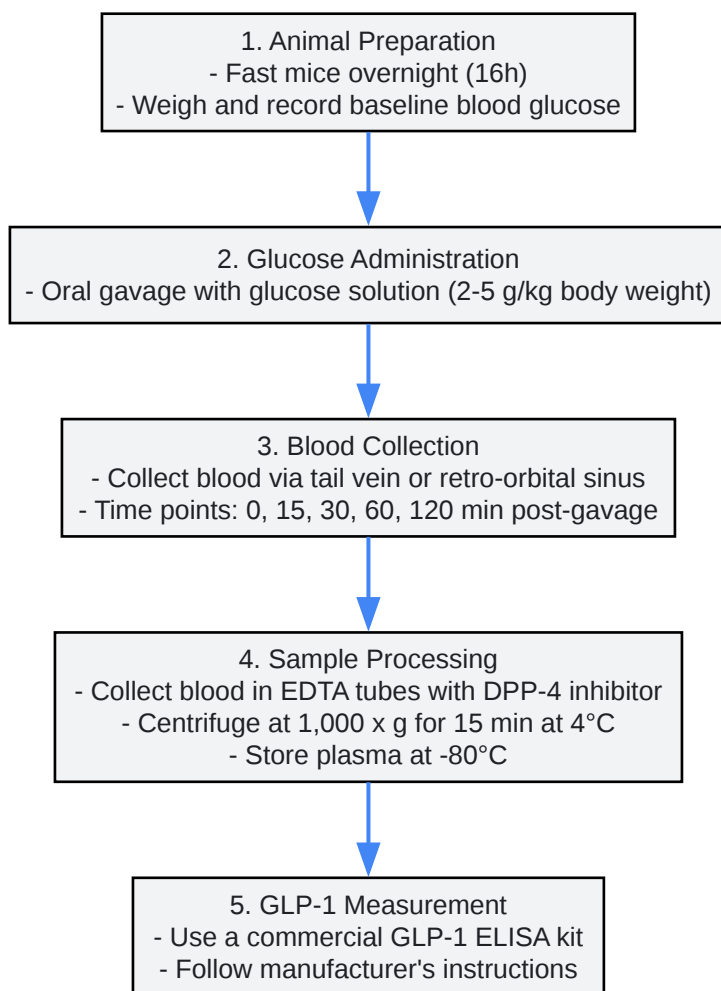 1. Animal Preparation
- Fast mice overnight (16h)
- Weigh and record baseline blood glucose
2. Glucose Administration
- Oral gavage with glucose solution (2-5 g/kg body weight)
3. Blood Collection
- Collect blood via tail vein or retro-orbital sinus
- Time points: 0, 15, 30, 60, 120 min post-gavage
4. Sample Processing
- Collect blood in EDTA tubes with DPP-4 inhibitor
- Centrifuge at 1,000 x g for 15 min at 4°C
- Store plasma at -80°C
5. GLP-1 Measurement
- Use a commercial GLP-1 ELISA kit
- Follow manufacturer's instructions